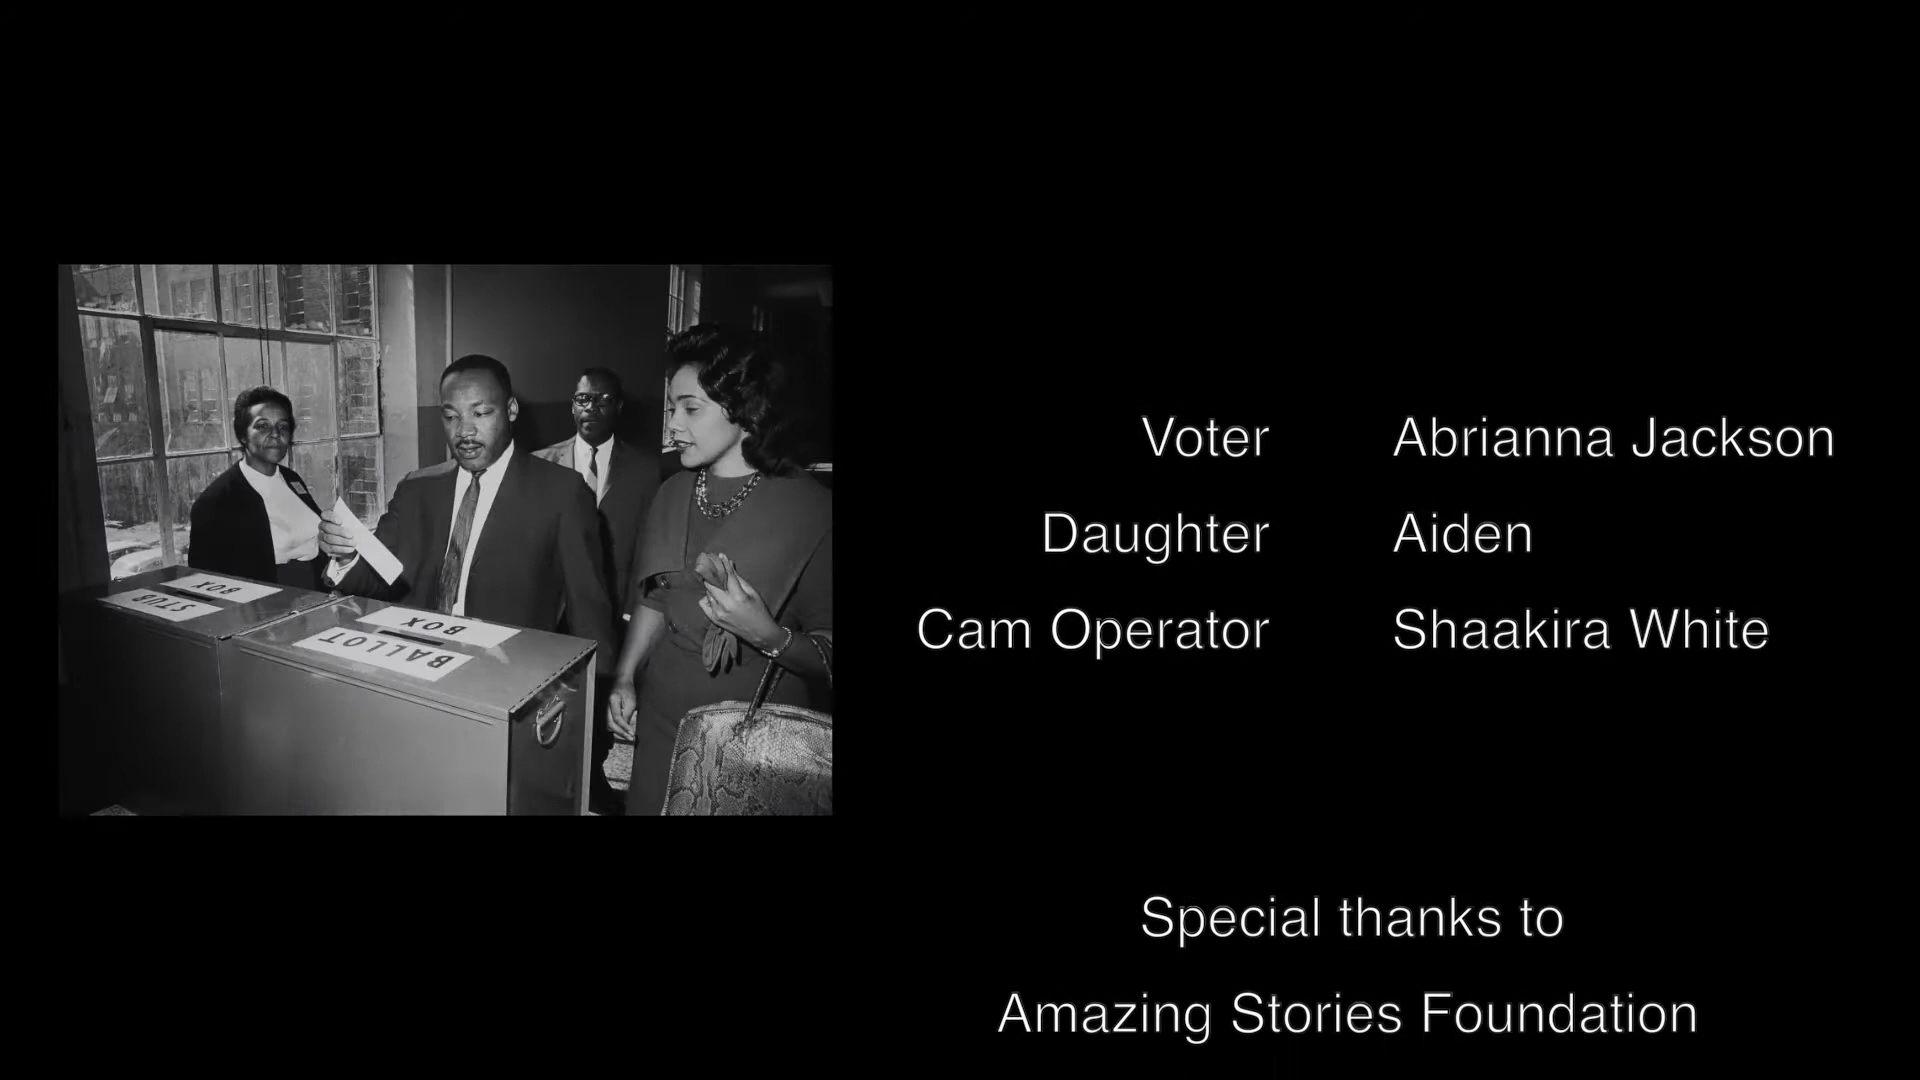 STUB
BOX
BALLOT
BOX
Voter Abrianna Jackson
Daughter Aiden
Cam Operator Shaakira White
Special thanks to
Amazing Stories Foundation